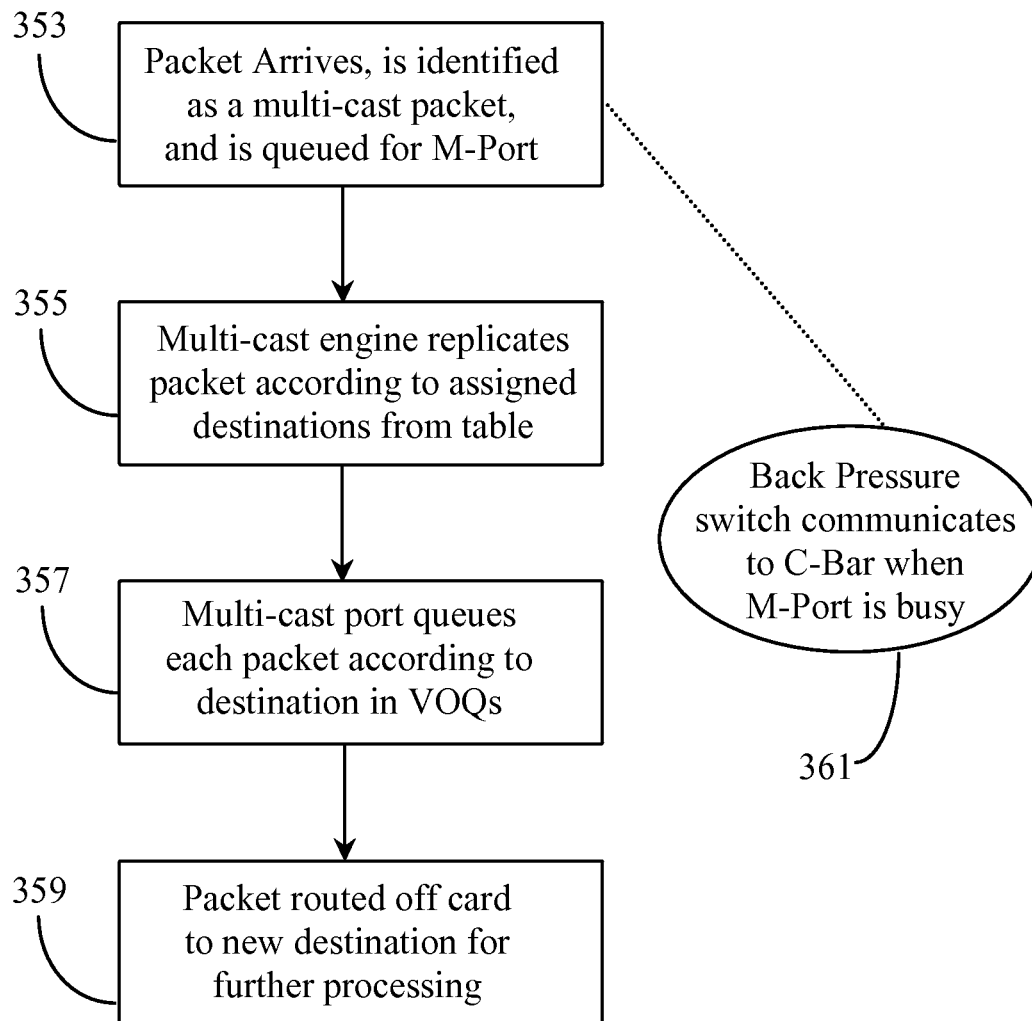 353
Packet Arrives, is identified
as a multi-cast packet,
and is queued for M-Port
355
Multi-cast engine replicates
packet according to assigned
destinations from table
Back Pressure
switch communicates
to C-Bar when
M-Port is busy
361
357
Multi-cast port queues
each packet according to
destination in VOQs
359
Packet routed off card
to new destination for
further processing